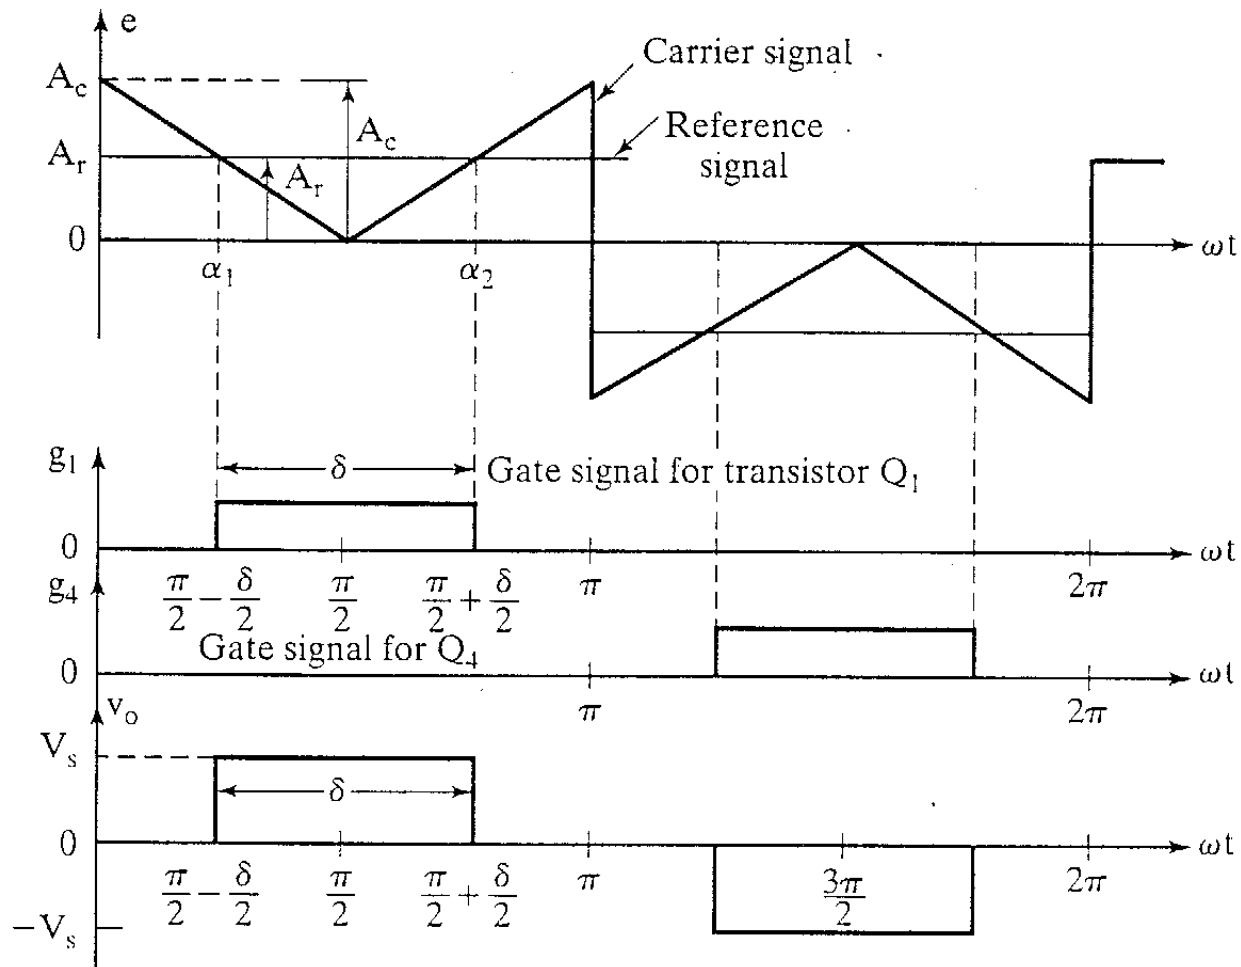 e
Carrier signal
A_c
A_c
Reference
signal
A_r
A_r
0
α_1
α_2
ωt
g_1
δ
Gate signal for transistor Q_1
0
ωt
π/2 − δ/2
π/2
π/2 + δ/2
π
2π
g_4
Gate signal for Q_4
0
ωt
π
2π
v_o
V_s
δ
0
ωt
π/2 − δ/2
π/2
π/2 + δ/2
π
3π/2
2π
−V_s